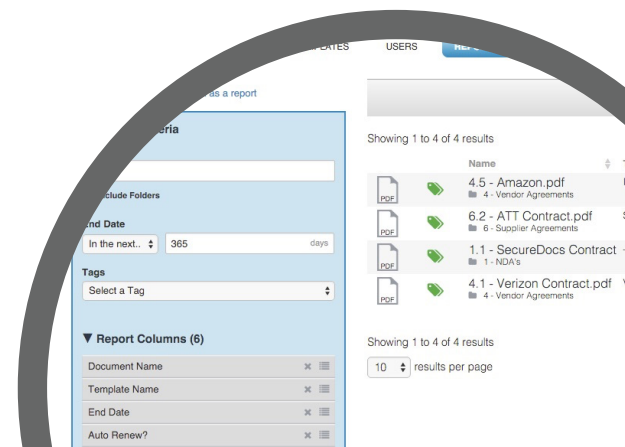 USERS
as a report
Include Folders
End Date
In the next.. 365 days
Tags
Select a Tag
▼ Report Columns (6)
Document Name
Template Name
End Date
Auto Renew?
Showing 1 to 4 of 4 results
Name
PDF 4.5 - Amazon.pdf
4 - Vendor Agreements
PDF 6.2 - ATT Contract.pdf
6 - Supplier Agreements
PDF 1.1 - SecureDocs Contract
1 - NDA's
PDF 4.1 - Verizon Contract.pdf
4 - Vendor Agreements
Showing 1 to 4 of 4 results
10 results per page